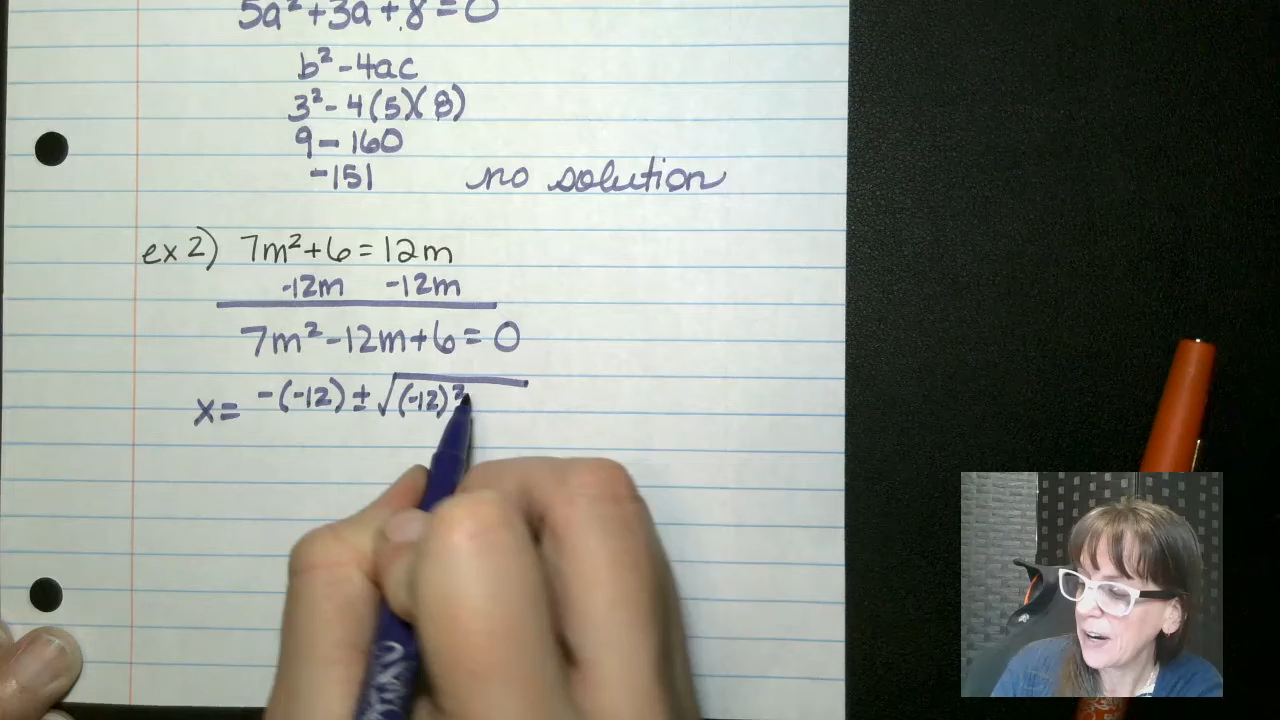 5a² + 3a + 8 = 0
b² - 4ac
3² - 4(5)(8)
9 - 160
-151 no solution
ex 2) 7m² + 6 = 12m
-12m -12m
7m² - 12m + 6 = 0
x = -(-12) ± √(-12)²